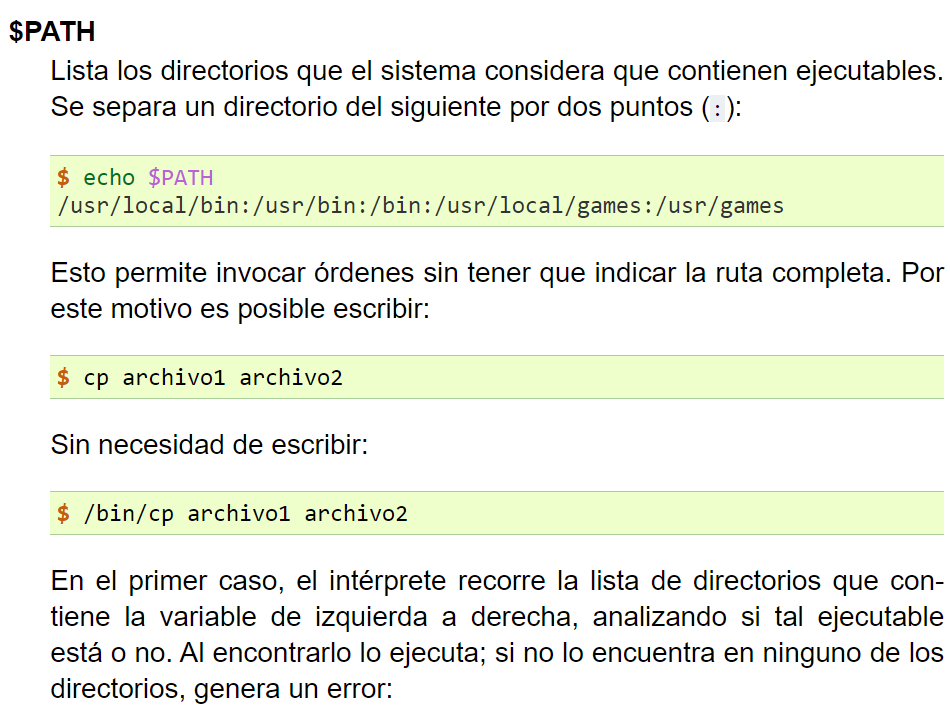 $PATH
Lista los directorios que el sistema considera que contienen ejecutables.
Se separa un directorio del siguiente por dos puntos (:):
$ echo $PATH
/usr/local/bin:/usr/bin:/bin:/usr/local/games:/usr/games
Esto permite invocar órdenes sin tener que indicar la ruta completa. Por
este motivo es posible escribir:
$ cp archivo1 archivo2
Sin necesidad de escribir:
$ /bin/cp archivo1 archivo2
En el primer caso, el intérprete recorre la lista de directorios que con-
tiene la variable de izquierda a derecha, analizando si tal ejecutable
está o no. Al encontrarlo lo ejecuta; si no lo encuentra en ninguno de los
directorios, genera un error: